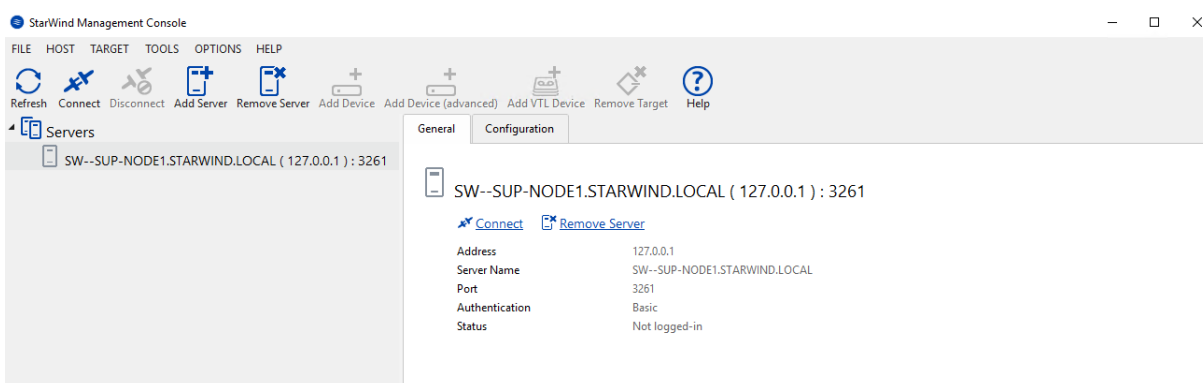 StarWind Management Console
FILE HOST TARGET TOOLS OPTIONS HELP
Refresh Connect Disconnect Add Server Remove Server Add Device Add Device (advanced) Add VTL Device Remove Target Help
Servers
SW--SUP-NODE1.STARWIND.LOCAL ( 127.0.0.1 ) : 3261
General Configuration
SW--SUP-NODE1.STARWIND.LOCAL ( 127.0.0.1 ) : 3261
Connect Remove Server
Address 127.0.0.1
Server Name SW--SUP-NODE1.STARWIND.LOCAL
Port 3261
Authentication Basic
Status Not logged-in